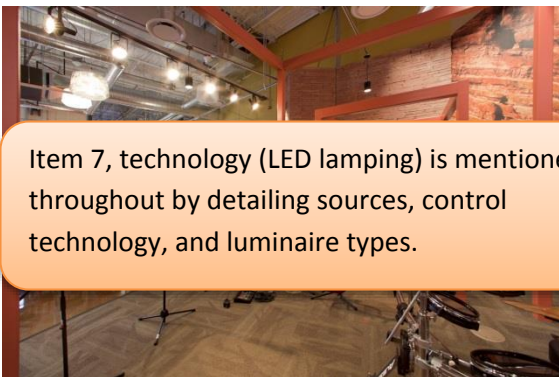 Item 7, technology (LED lamping) is mentione
throughout by detailing sources, control
technology, and luminaire types.